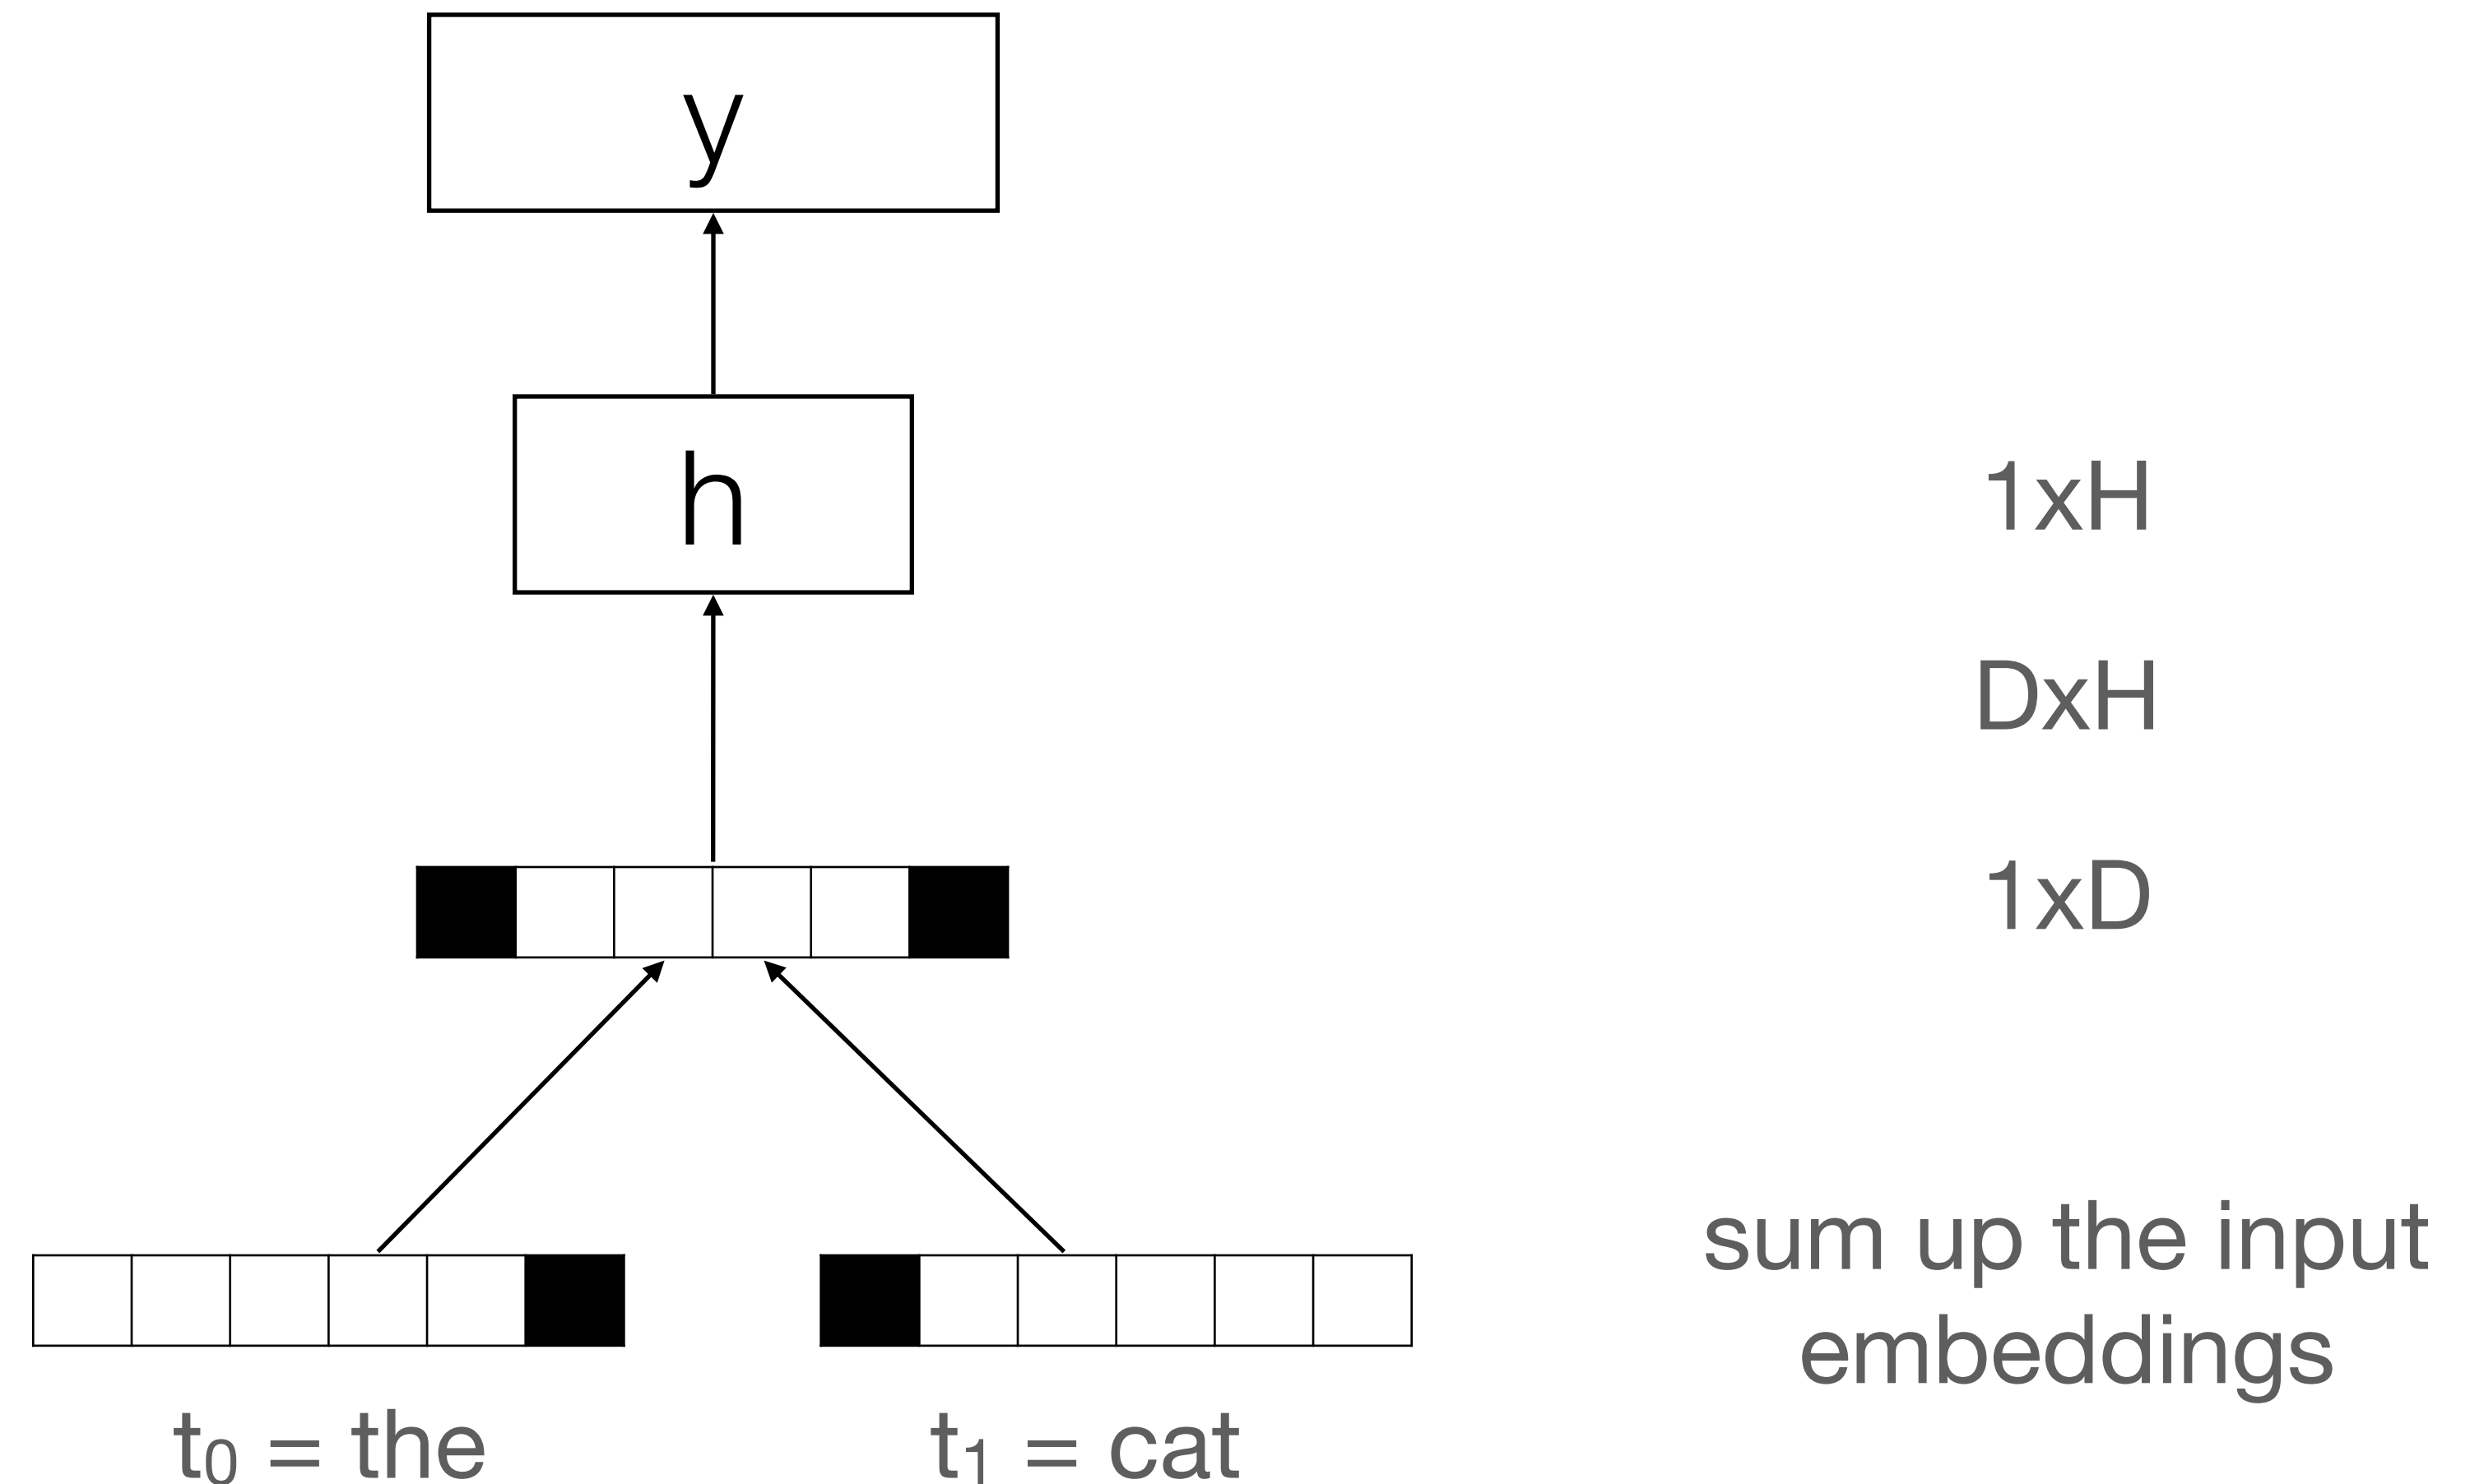 y
h
1xH
DxH
1xD
sum up the input
embeddings
t₀ = the
t₁ = cat